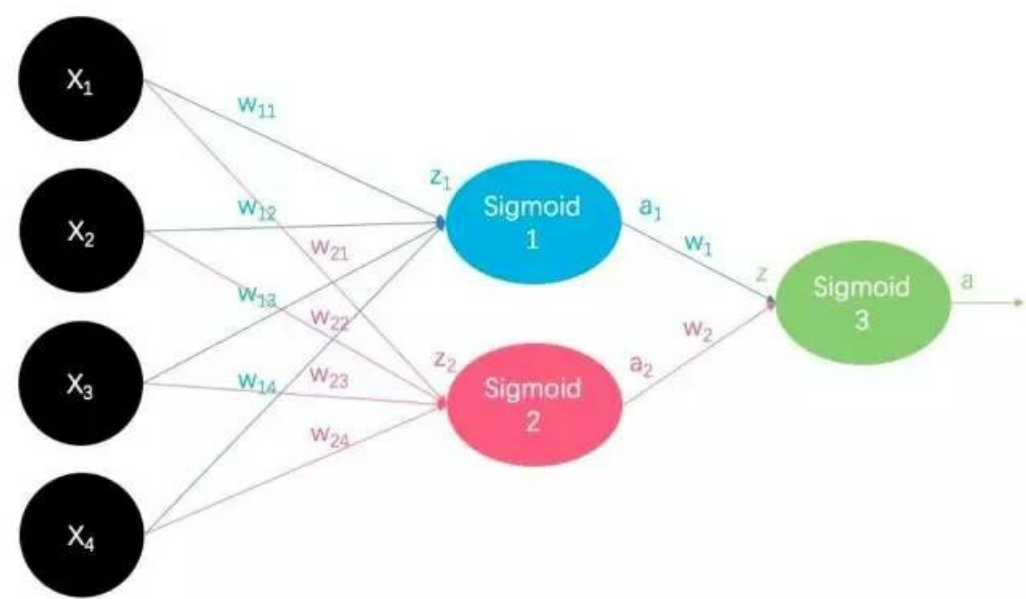 X₁
X₂
X₃
X₄
w₁₁
w₁₂
w₁₃
w₁₄
w₂₁
w₂₂
w₂₃
w₂₄
z₁
Sigmoid
1
a₁
w₁
z₂
Sigmoid
2
a₂
w₂
z
Sigmoid
3
a